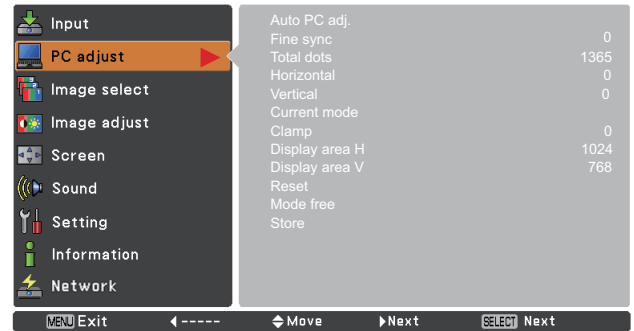 Input
PC adjust
Image select
Image adjust
Screen
Sound
Setting
Information
Network
Auto PC adj.
Fine sync 0
Total dots 1365
Horizontal 0
Vertical 0
Current mode
Clamp 0
Display area H 1024
Display area V 768
Reset
Mode free
Store
MENU Exit ◄----- Move Next SELECT Next